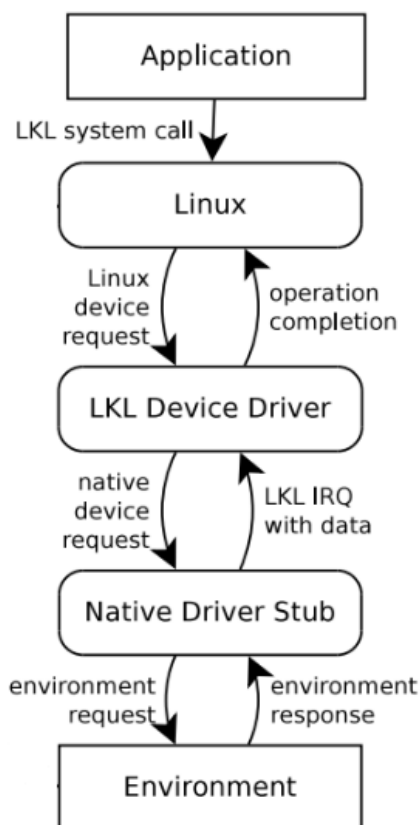 Application
LKL system call
Linux
Linux
device
request
operation
completion
LKL Device Driver
native
device
request
LKL IRQ
with data
Native Driver Stub
environment
request
environment
response
Environment